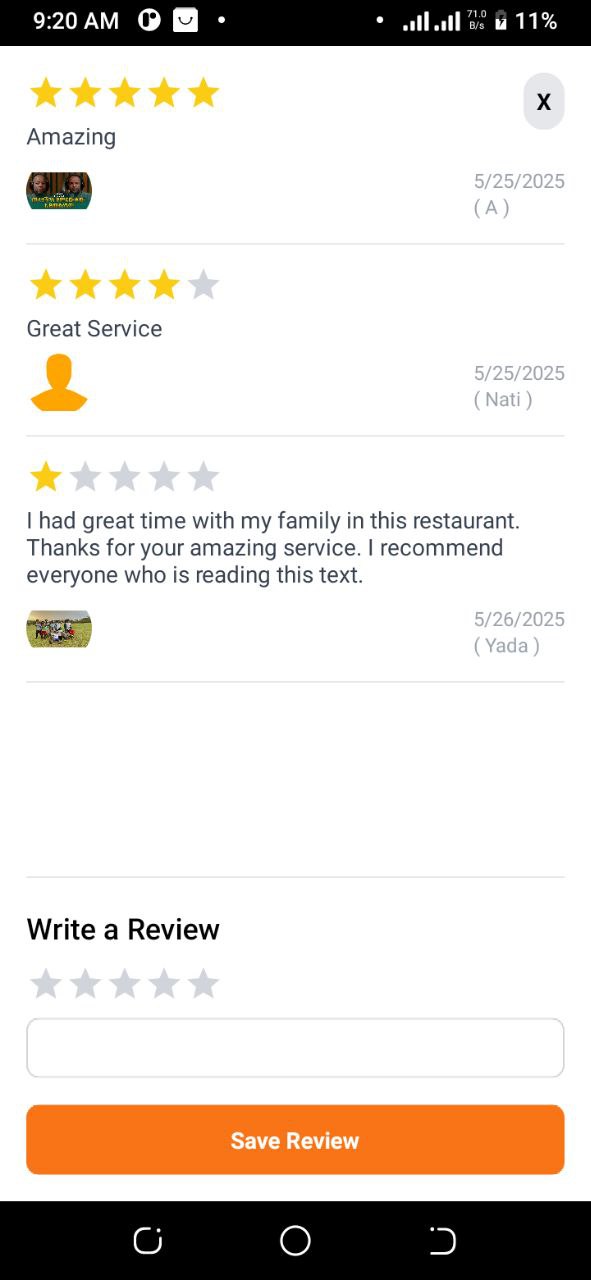 9:20 AM
71.0
B/s
11%
X
Amazing
5/25/2025
( A )
Great Service
5/25/2025
( Nati )
I had great time with my family in this restaurant.
Thanks for your amazing service. I recommend
everyone who is reading this text.
5/26/2025
( Yada )
Write a Review
Save Review